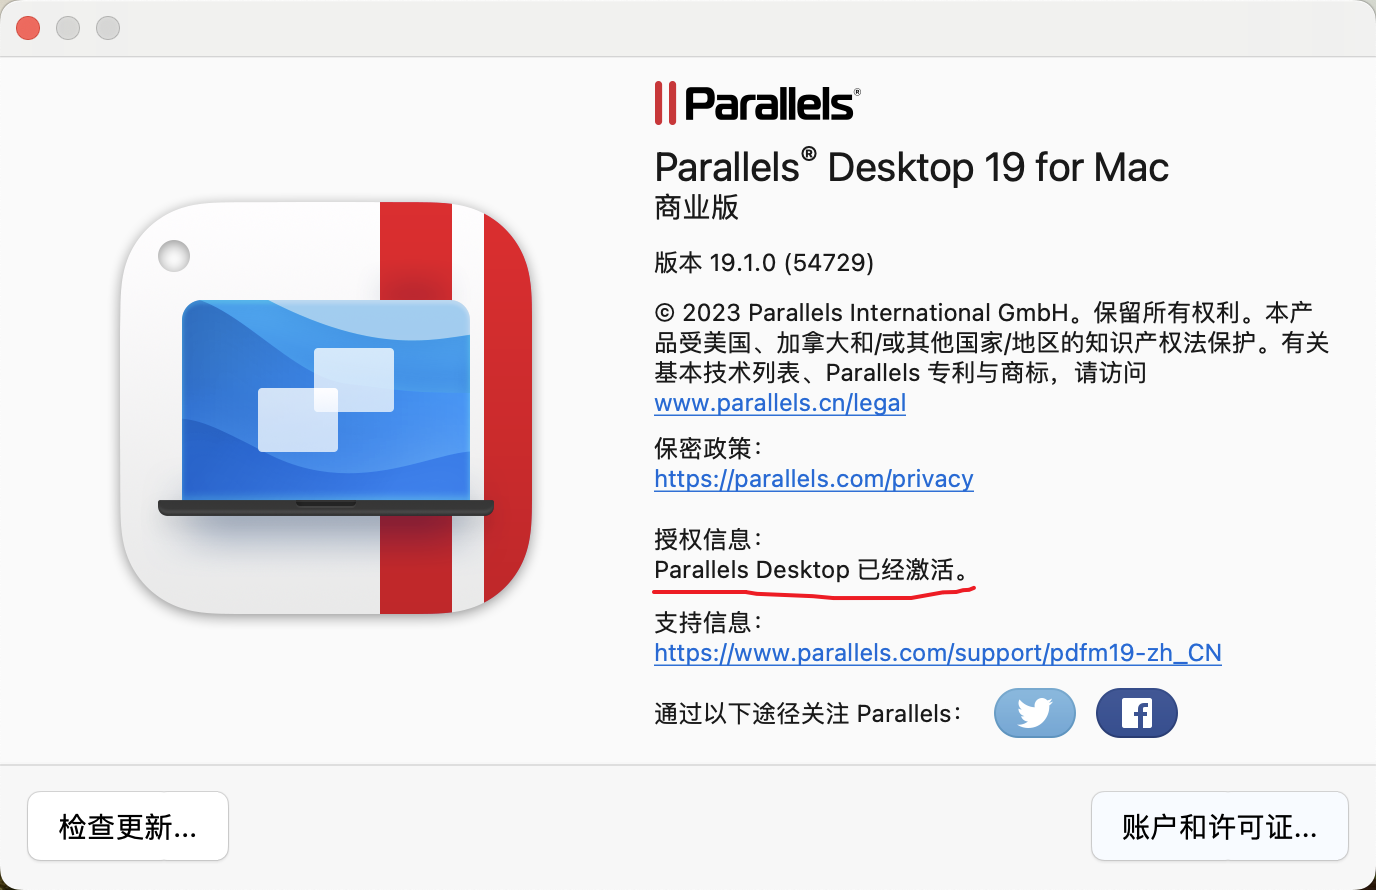 Parallels®
Parallels® Desktop 19 for Mac
商业版
版本 19.1.0 (54729)
© 2023 Parallels International GmbH。保留所有权利。本产
品受美国、加拿大和/或其他国家/地区的知识产权法保护。有关
基本技术列表、Parallels 专利与商标，请访问
www.parallels.cn/legal
保密政策：
https://parallels.com/privacy
授权信息：
Parallels Desktop 已经激活。
支持信息：
https://www.parallels.com/support/pdfm19-zh_CN
通过以下途径关注 Parallels：
检查更新...
账户和许可证...